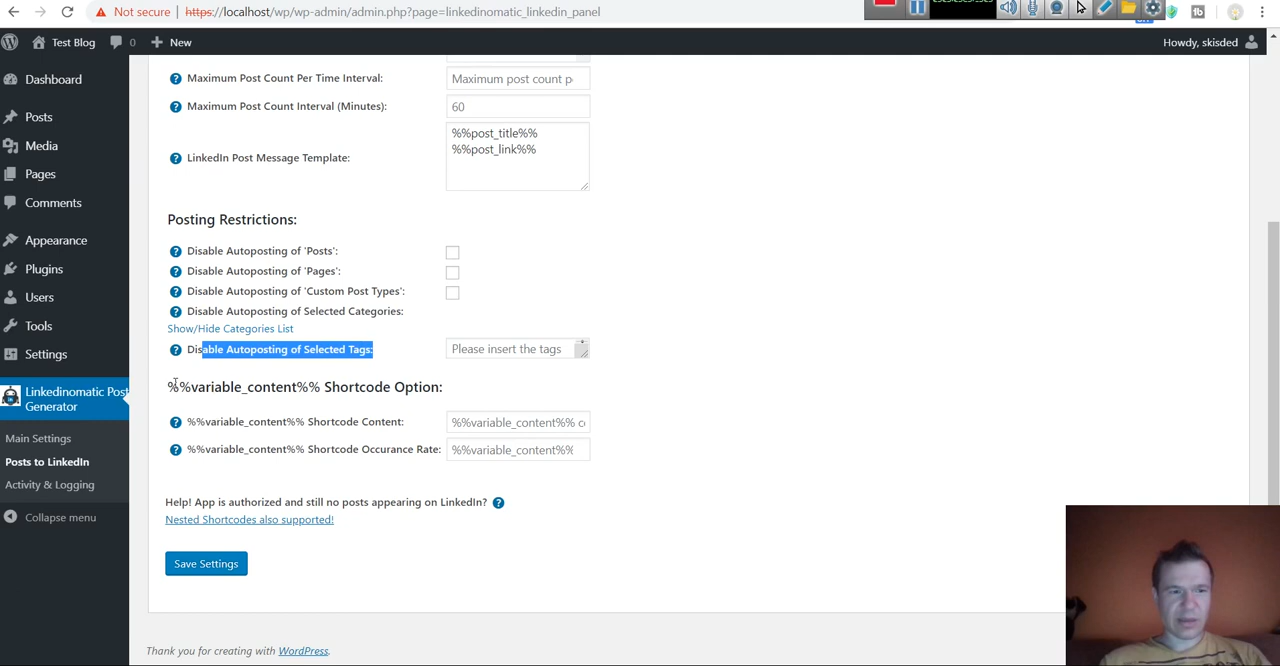 Not secure https://localhost/wp/wp-admin/admin.php?page=linkedinomatic_linkedin_panel
Test Blog 0 New Howdy, skisded
Dashboard
Posts
Media
Pages
Comments
Appearance
Plugins
Users
Tools
Settings
Linkedinomatic Post
Generator
Main Settings
Posts to LinkedIn
Activity & Logging
Collapse menu
Maximum Post Count Per Time Interval: Maximum post count p
Maximum Post Count Interval (Minutes): 60
LinkedIn Post Message Template: %%post_title%%
%%post_link%%
Posting Restrictions:
Disable Autoposting of 'Posts':
Disable Autoposting of 'Pages':
Disable Autoposting of 'Custom Post Types':
Disable Autoposting of Selected Categories:
Show/Hide Categories List
Disable Autoposting of Selected Tags: Please insert the tags
%%variable_content%% Shortcode Option:
%%variable_content%% Shortcode Content: %%variable_content%% c
%%variable_content%% Shortcode Occurance Rate: %%variable_content%%
Help! App is authorized and still no posts appearing on LinkedIn?
Nested Shortcodes also supported!
Save Settings
Thank you for creating with WordPress.